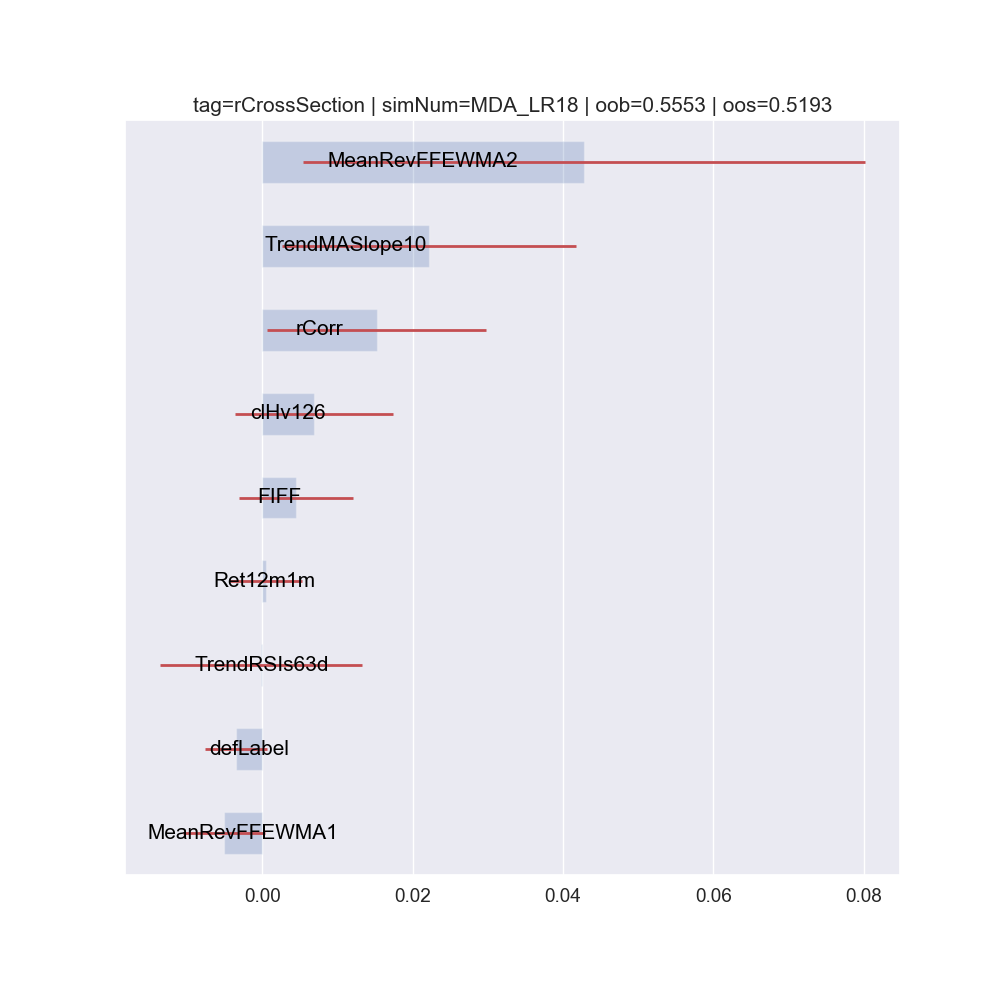 tag=rCrossSection | simNum=MDA_LR18 | oob=0.5553 | oos=0.5193
MeanRevFFEWMA2
TrendMASlope10
rCorr
clHv126
FIFF
Ret12m1m
TrendRSIs63d
defLabel
MeanRevFFEWMA1
0.00 0.02 0.04 0.06 0.08